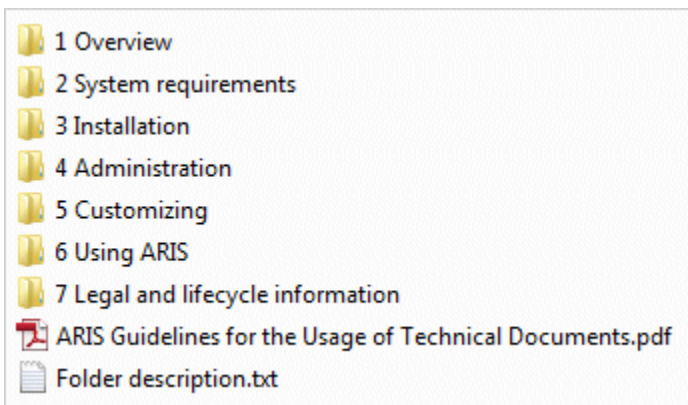 1 Overview
2 System requirements
3 Installation
4 Administration
5 Customizing
6 Using ARIS
7 Legal and lifecycle information
ARIS Guidelines for the Usage of Technical Documents.pdf
Folder description.txt